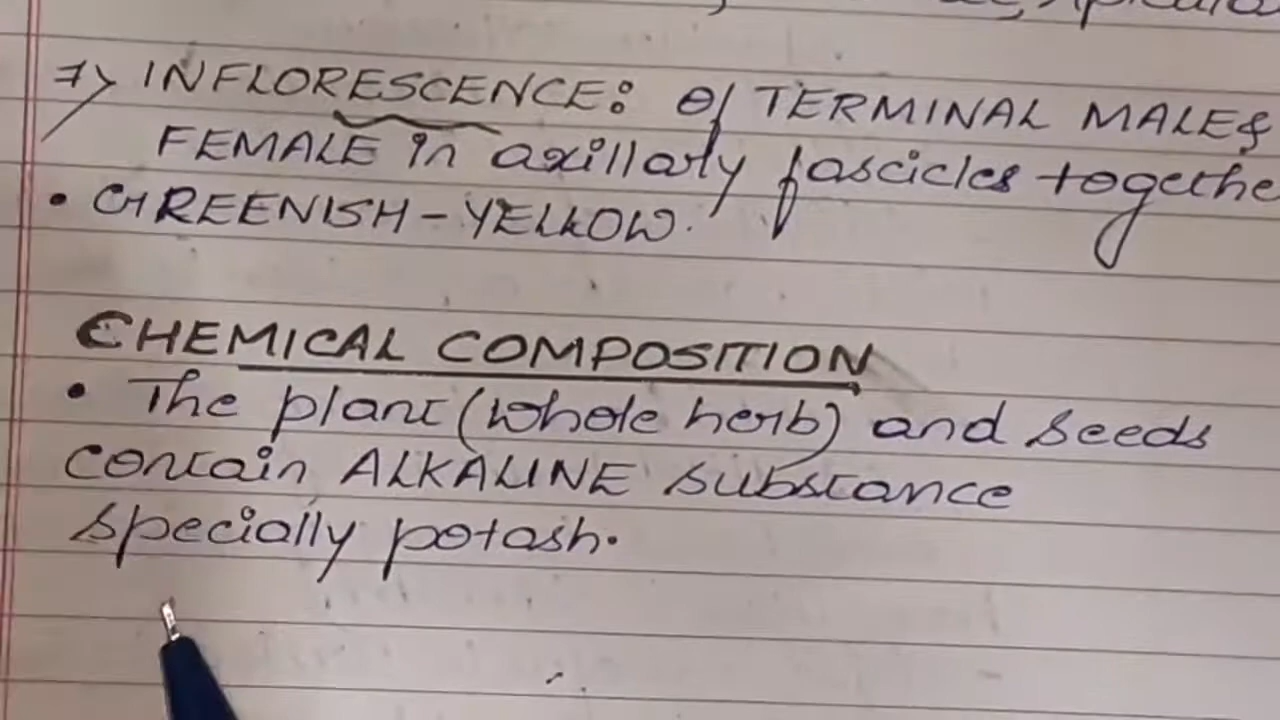 7> INFLORESCENCE: Of TERMINAL MALE &
FEMALE in axillary fascicles togethe
• GREENISH-YELLOW.
CHEMICAL COMPOSITION
• The plant (whole herb) and seeds
contain ALKALINE substance
specially potash.